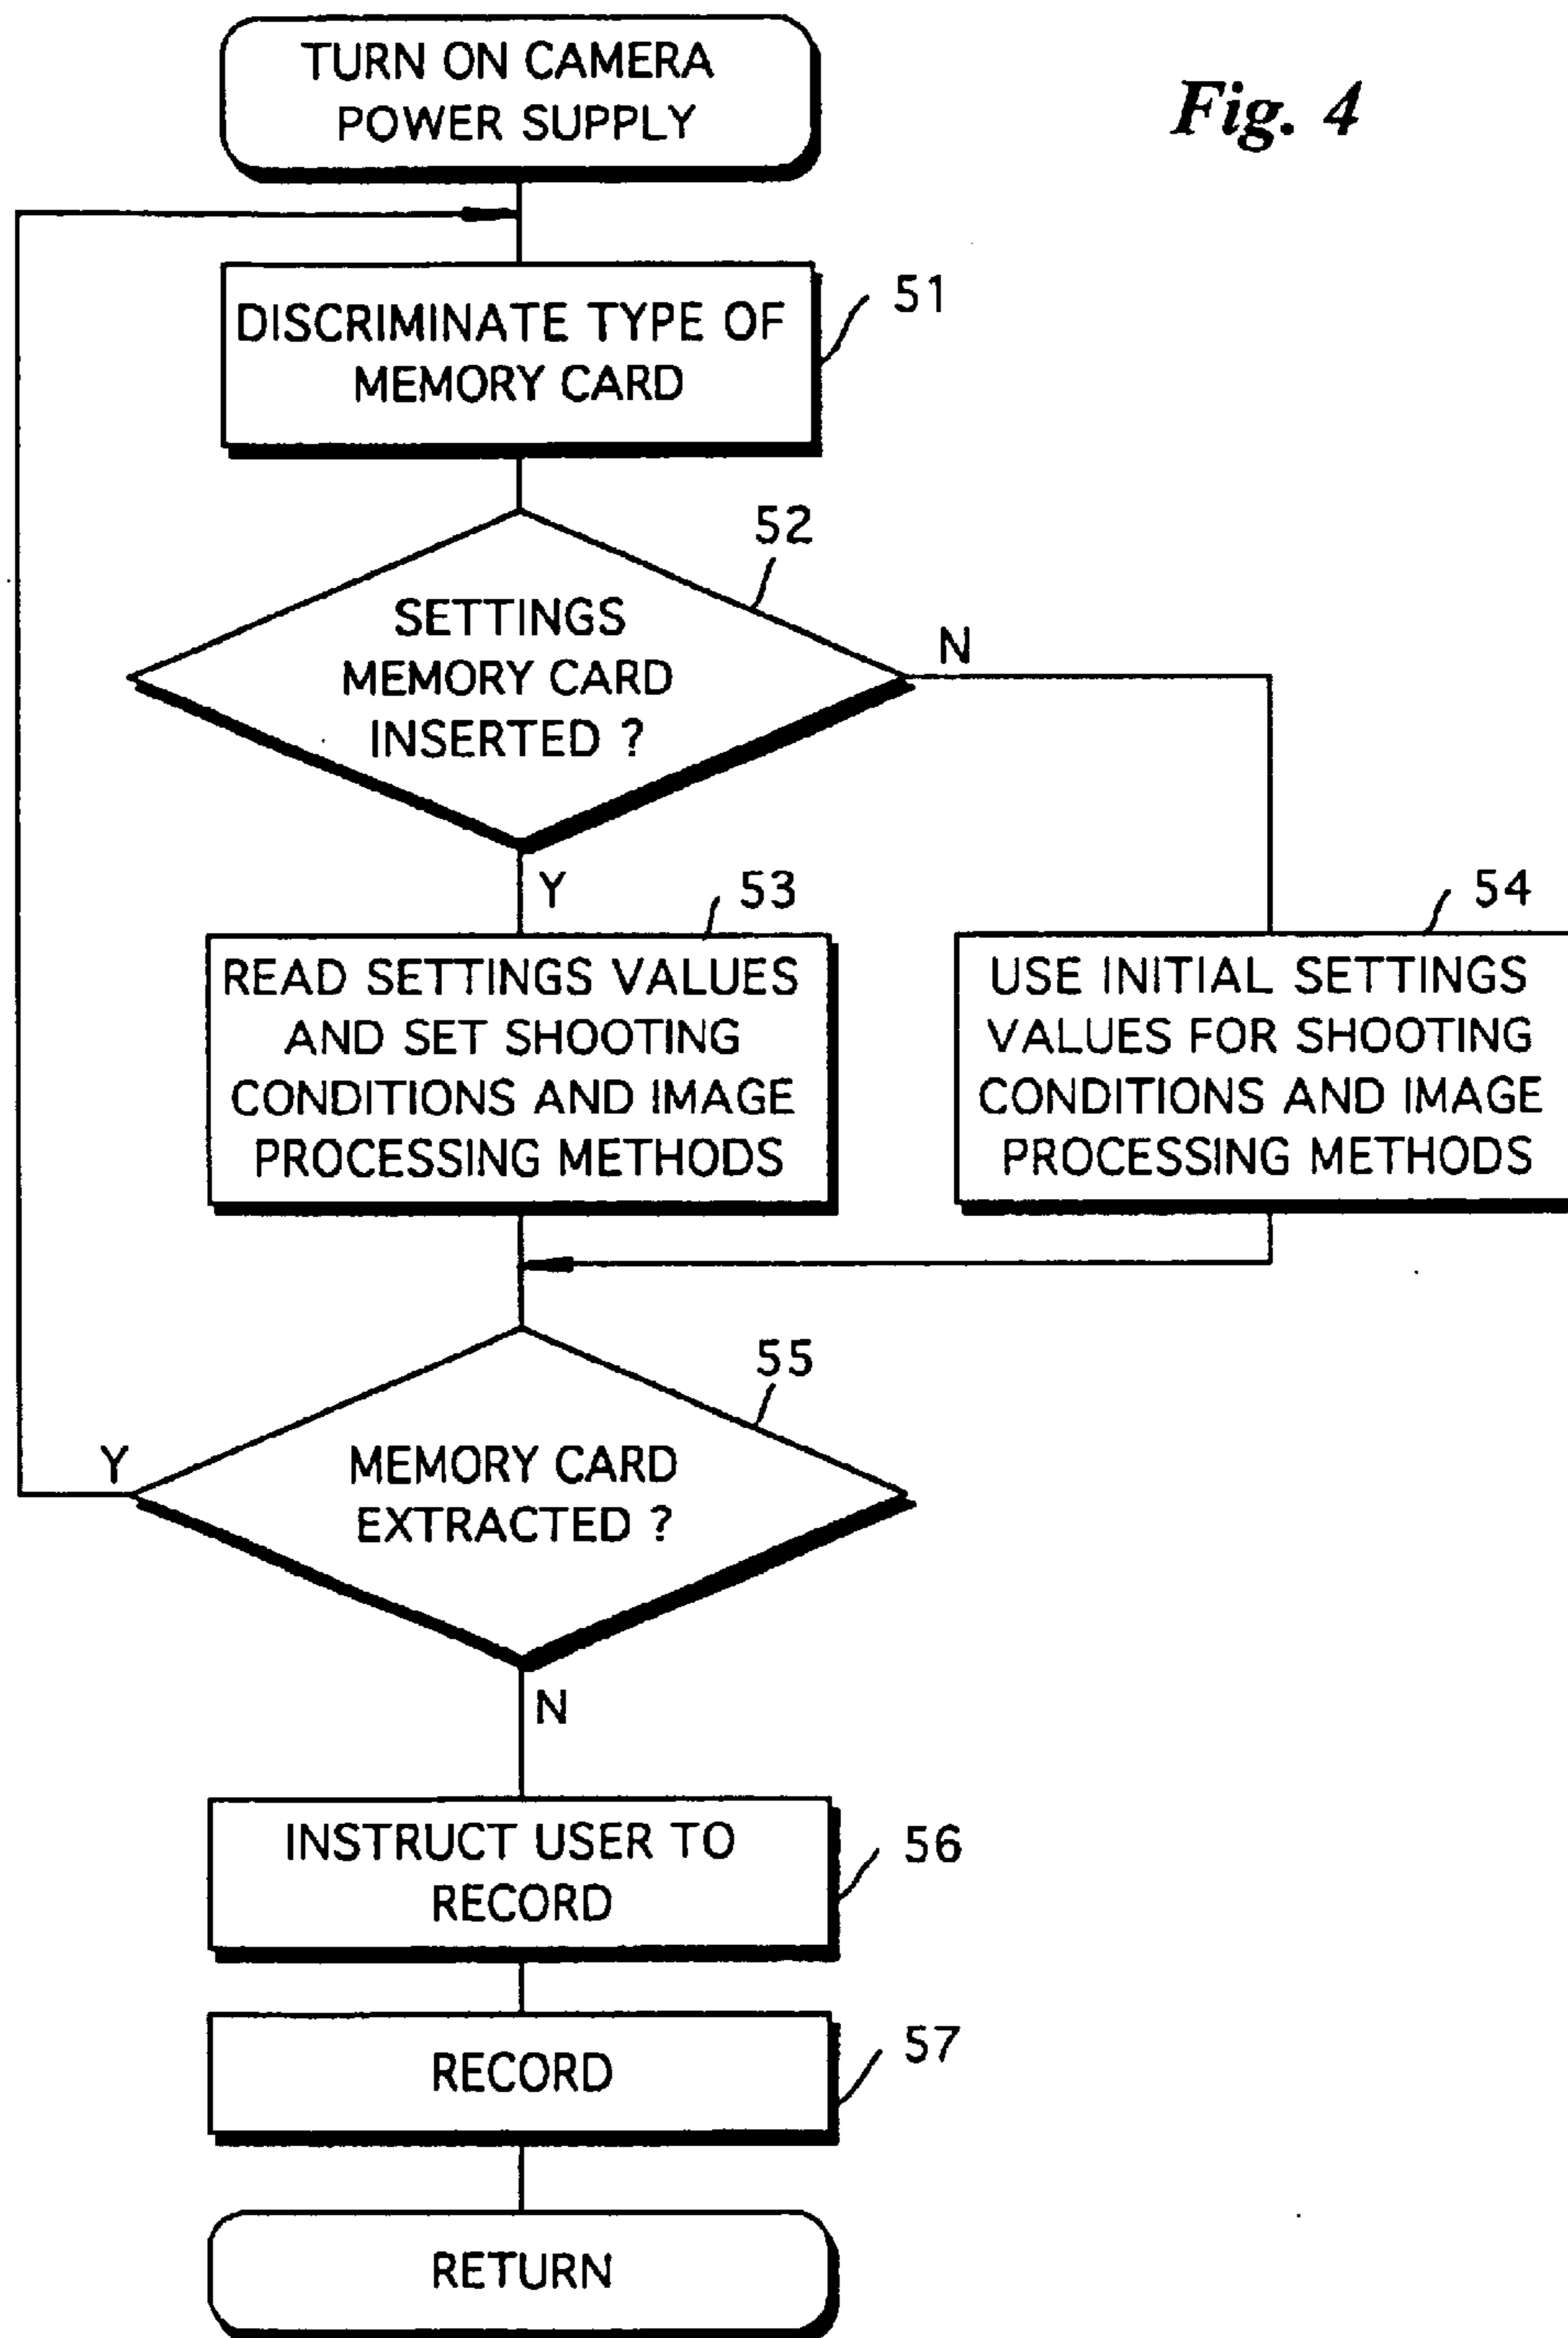 TURN ON CAMERA
POWER SUPPLY
Fig. 4
DISCRIMINATE TYPE OF
MEMORY CARD
51
52
SETTINGS
MEMORY CARD
INSERTED ?
N
Y
53
READ SETTINGS VALUES
AND SET SHOOTING
CONDITIONS AND IMAGE
PROCESSING METHODS
54
USE INITIAL SETTINGS
VALUES FOR SHOOTING
CONDITIONS AND IMAGE
PROCESSING METHODS
55
Y
MEMORY CARD
EXTRACTED ?
N
INSTRUCT USER TO
RECORD
56
RECORD
57
RETURN